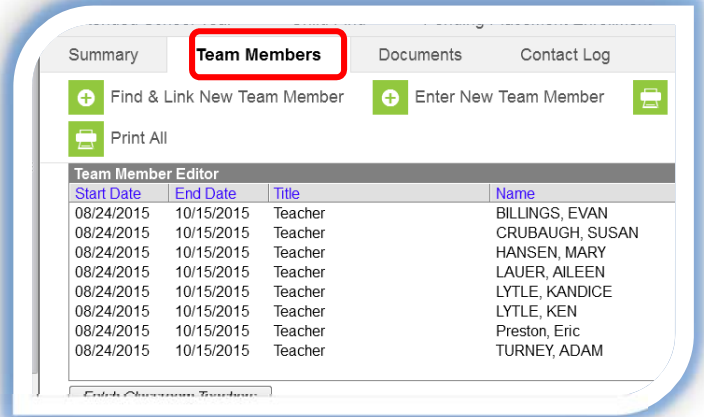 Summary Team Members Documents Contact Log
Find & Link New Team Member Enter New Team Member
Print All
Team Member Editor
Start Date End Date Title Name
08/24/2015 10/15/2015 Teacher BILLINGS, EVAN
08/24/2015 10/15/2015 Teacher CRUBAUGH, SUSAN
08/24/2015 10/15/2015 Teacher HANSEN, MARY
08/24/2015 10/15/2015 Teacher LAUER, AILEEN
08/24/2015 10/15/2015 Teacher LYTLE, KANDICE
08/24/2015 10/15/2015 Teacher LYTLE, KEN
08/24/2015 10/15/2015 Teacher Preston, Eric
08/24/2015 10/15/2015 Teacher TURNEY, ADAM